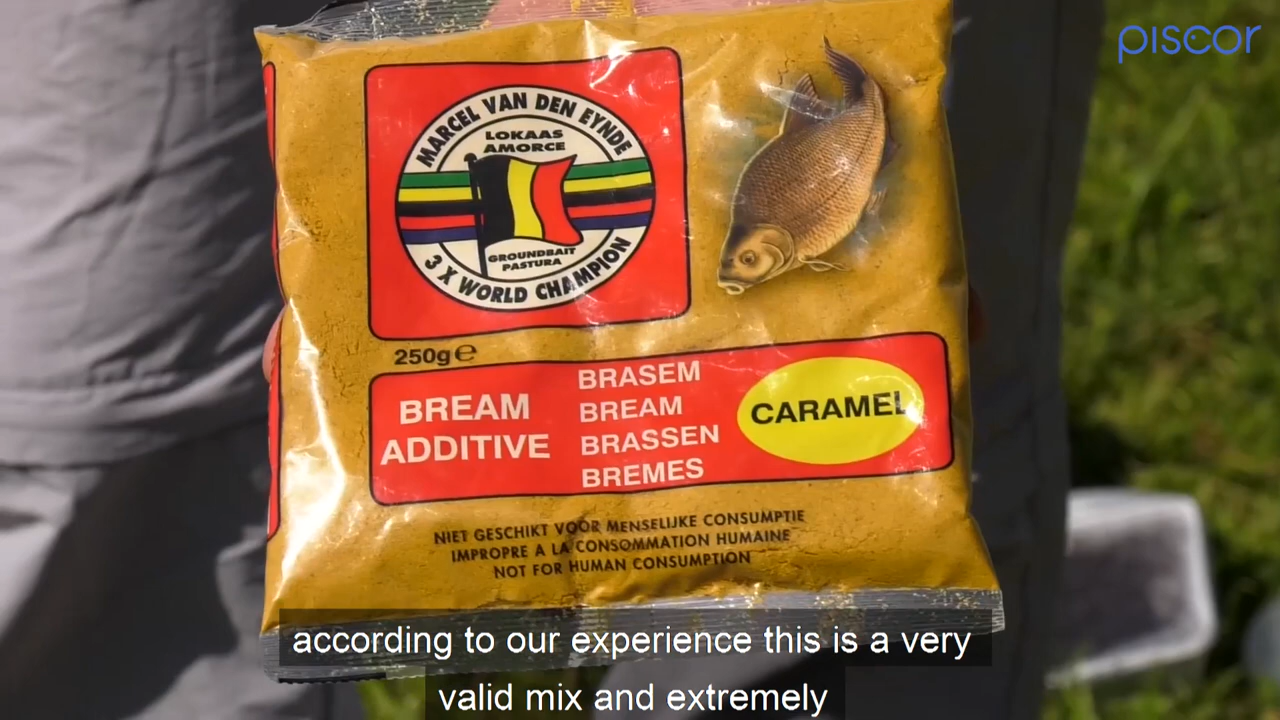 piscor
MARCEL VAN DEN EYNDE
LOKAAS
AMORCE
GROUNDBAIT
PASTURA
3 X WORLD CHAMPION
250g e
BREAM
ADDITIVE
BRASEM
BREAM
BRASSEN
BREMES
CARAMEL
NIET GESCHIKT VOOR MENSELIJKE CONSUMPTIE
IMPROPRE A LA CONSOMMATION HUMAINE
NOT FOR HUMAN CONSUMPTION
according to our experience this is a very
valid mix and extremely